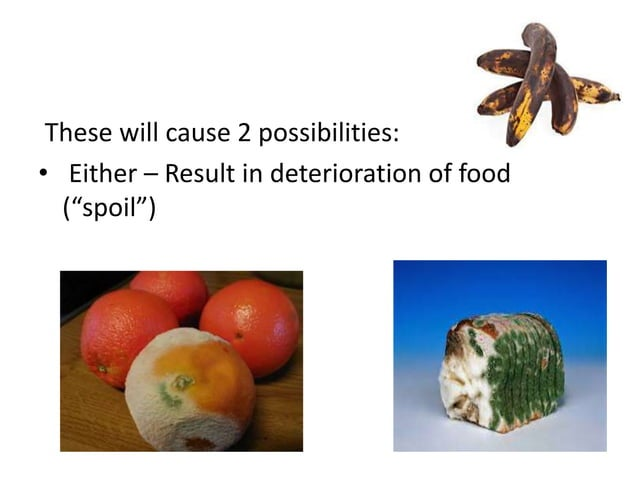 These will cause 2 possibilities:
• Either – Result in deterioration of food
(“spoil”)